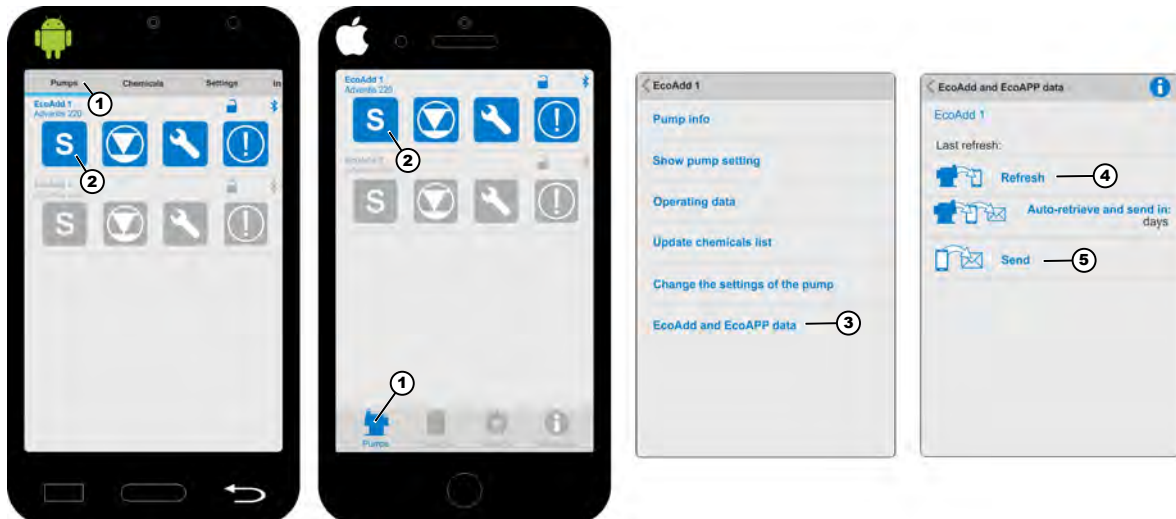 Pumps Chemicals Settings In
1
EcoAdd 1
Advantis 220
S
2
S
EcoAdd 1
Advantis 220
S
2
S
1
Pumps
EcoAdd 1
Pump info
Show pump setting
Operating data
Update chemicals list
Change the settings of the pump
EcoAdd and EcoAPP data
3
EcoAdd and EcoAPP data
EcoAdd 1
Last refresh:
Refresh
4
Auto-retrieve and send in:
days
Send
5